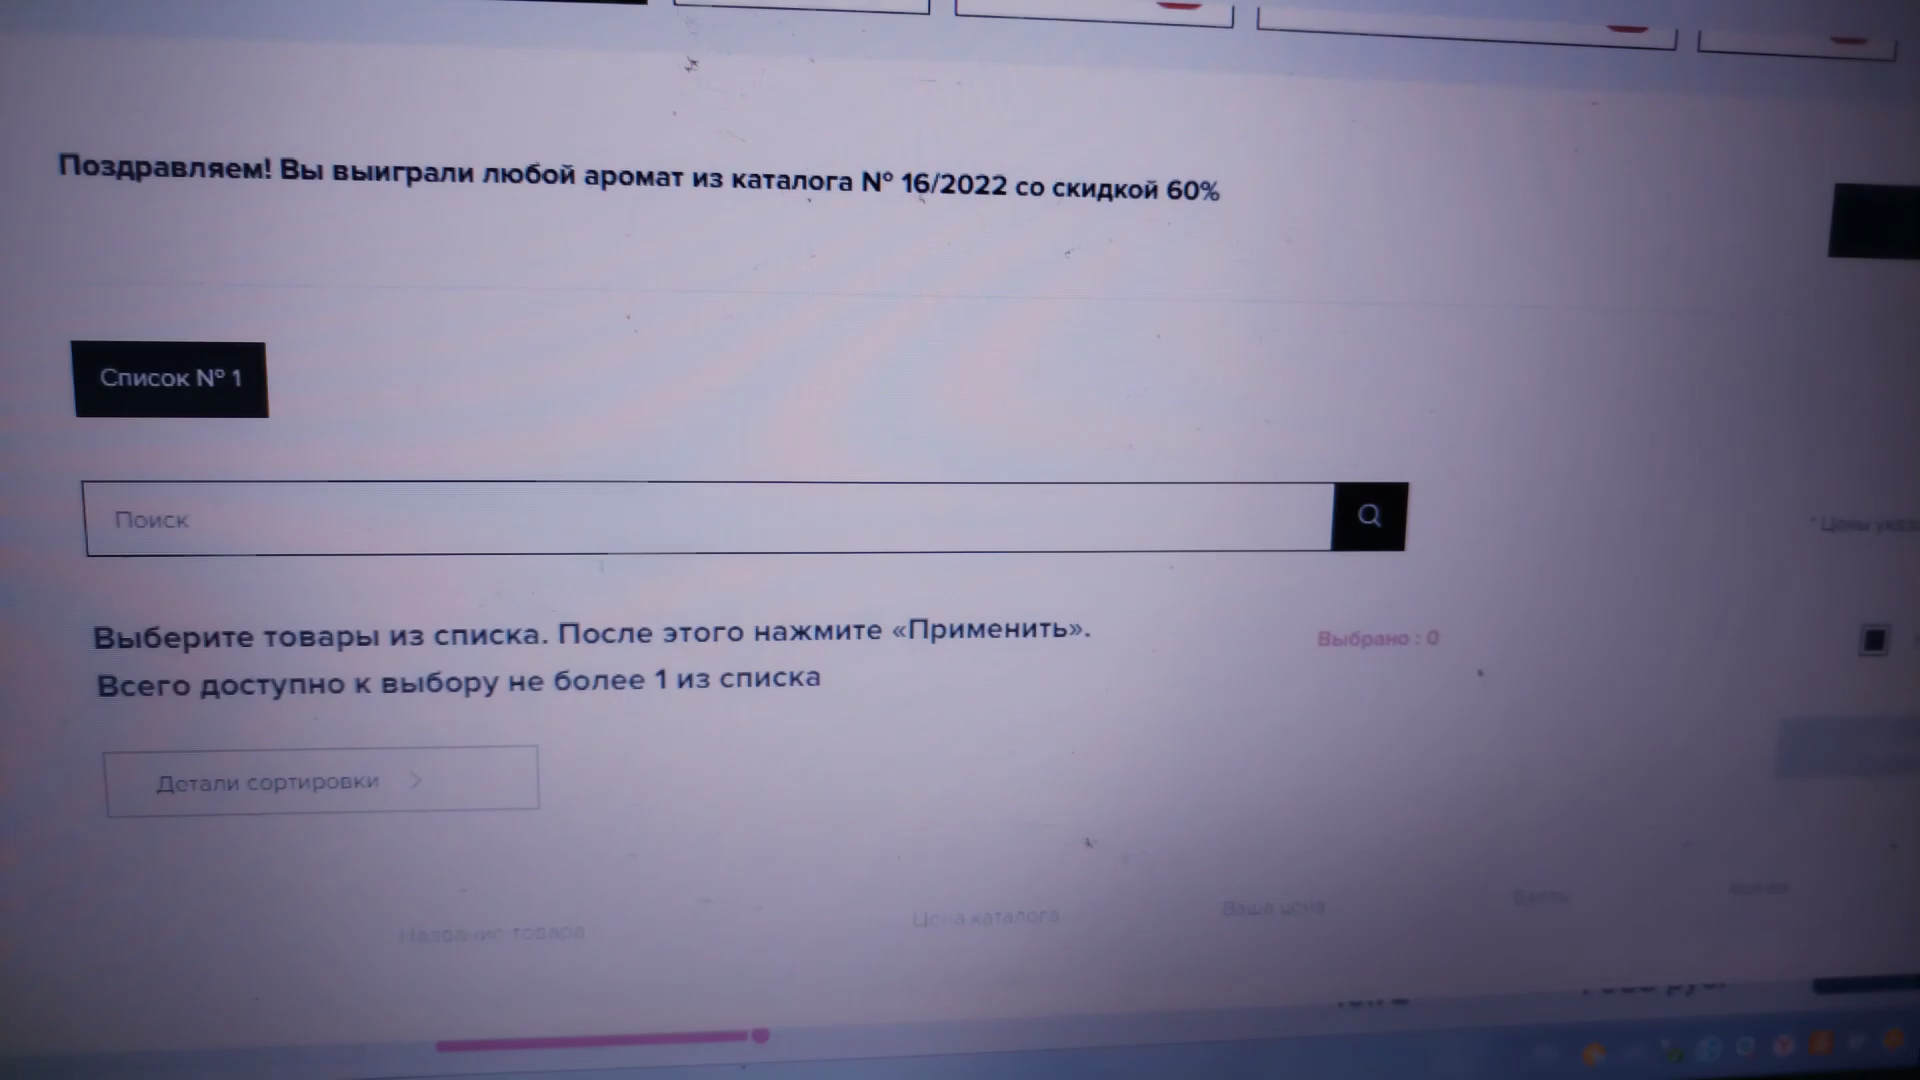 Поздравляем! Вы выиграли любой аромат из каталога № 16/2022 со скидкой 60%
Список № 1
Поиск
* Цены
Выберите товары из списка. После этого нажмите «Применить».
Выбрано : 0
Всего доступно к выбору не более 1 из списка
Детали сортировки
Название товара
Цена каталога
Ваша цена
Баллы